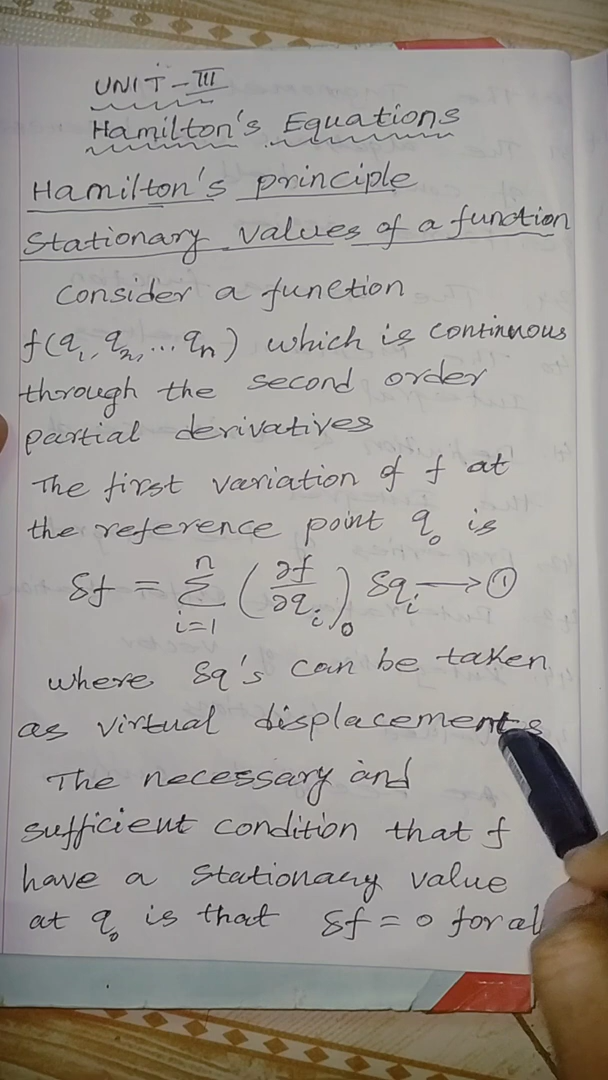 UNIT - III
Hamilton's Equations
Hamilton's principle
Stationary values of a function
Consider a function
f(q₁, q₂, ... qₙ) which is continuous
through the second order
partial derivatives
The first variation of f at
the reference point q₀ is
δf = Σⁿᵢ₌₁ (∂f/∂qᵢ)₀ δqᵢ → ①
where δq's can be taken
as virtual displacements
The necessary and
sufficient condition that f
have a stationary value
at q₀ is that δf = 0 for all